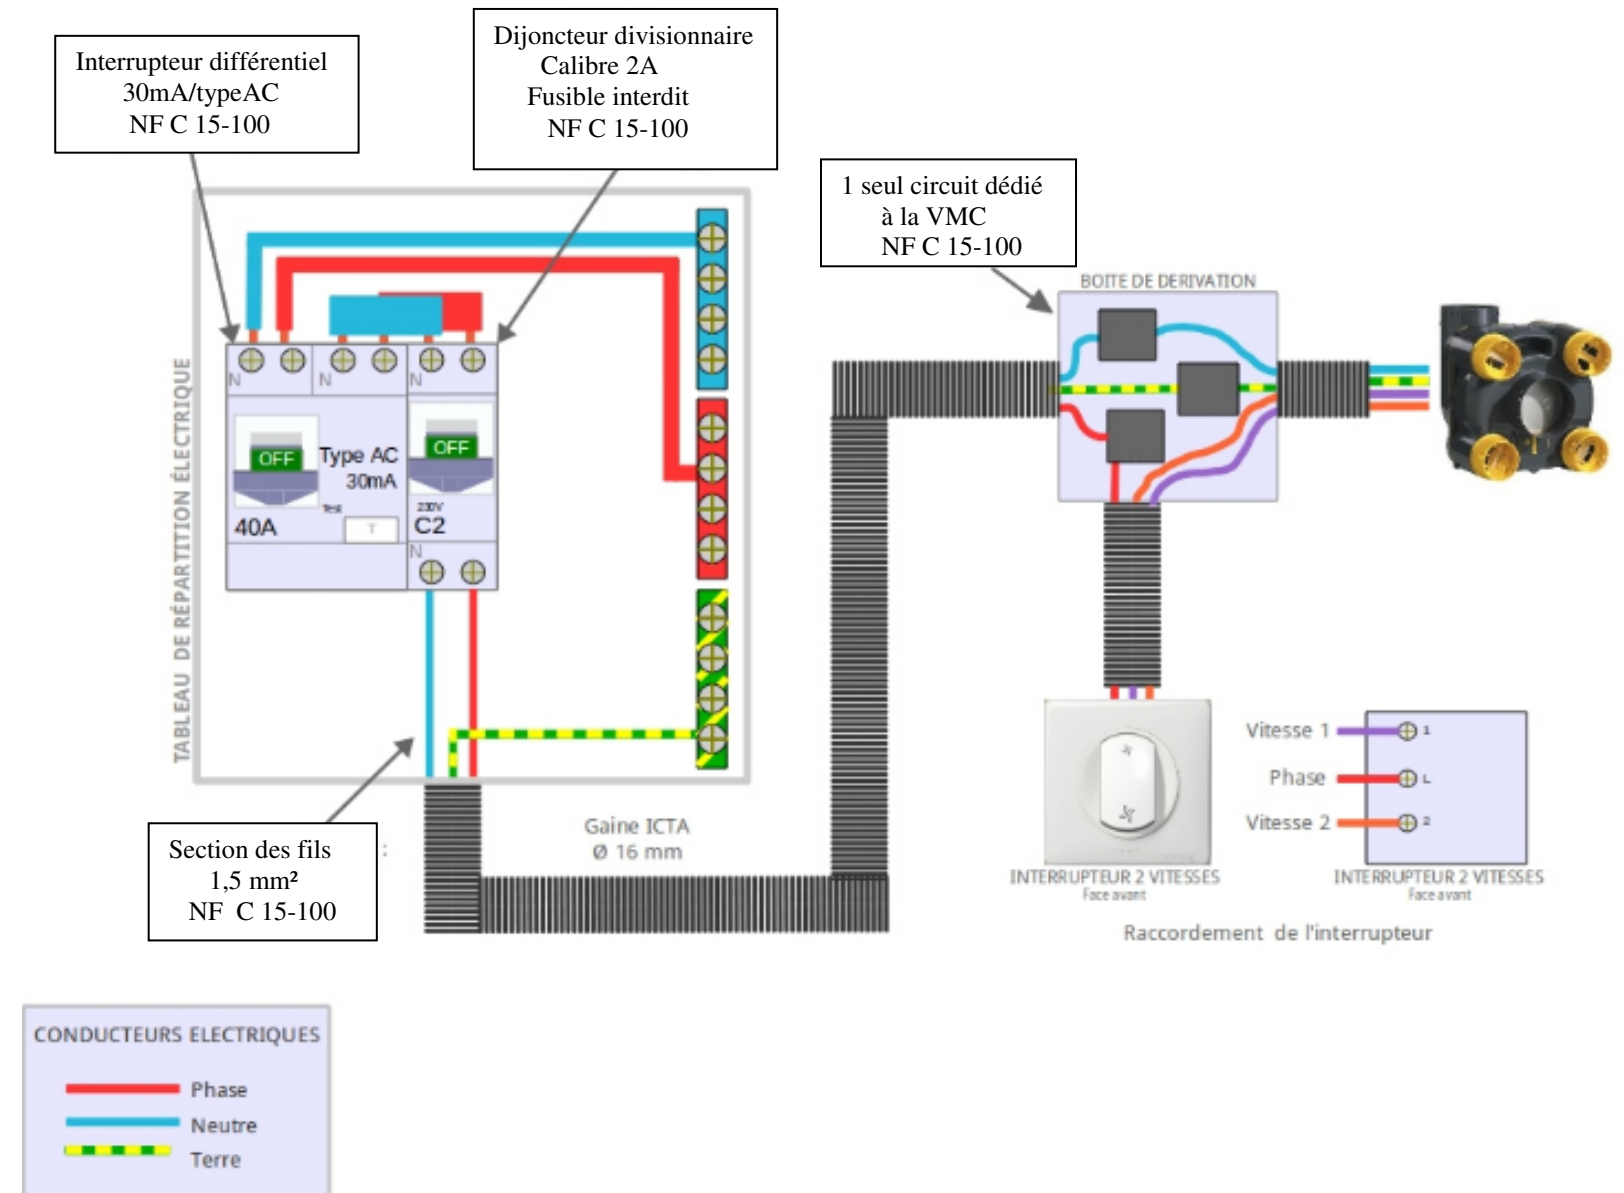 Interrupteur différentiel
30mA/typeAC
NF C 15-100
Dijoncteur divisionnaire
Calibre 2A
Fusible interdit
NF C 15-100
1 seul circuit dédié
à la VMC
NF C 15-100
BOITE DE DERIVATION
TABLEAU DE RÉPARTITION ÉLECTRIQUE
N
N
N
OFF
Type AC
30mA
Test
T
40A
OFF
230V
C2
N
Section des fils
1,5 mm²
NF C 15-100
:
Gaine ICTA
Ø 16 mm
INTERRUPTEUR 2 VITESSES
Face avant
Vitesse 1
1
Phase
L
Vitesse 2
2
INTERRUPTEUR 2 VITESSES
Face avant
Raccordement de l'interrupteur
CONDUCTEURS ELECTRIQUES
Phase
Neutre
Terre